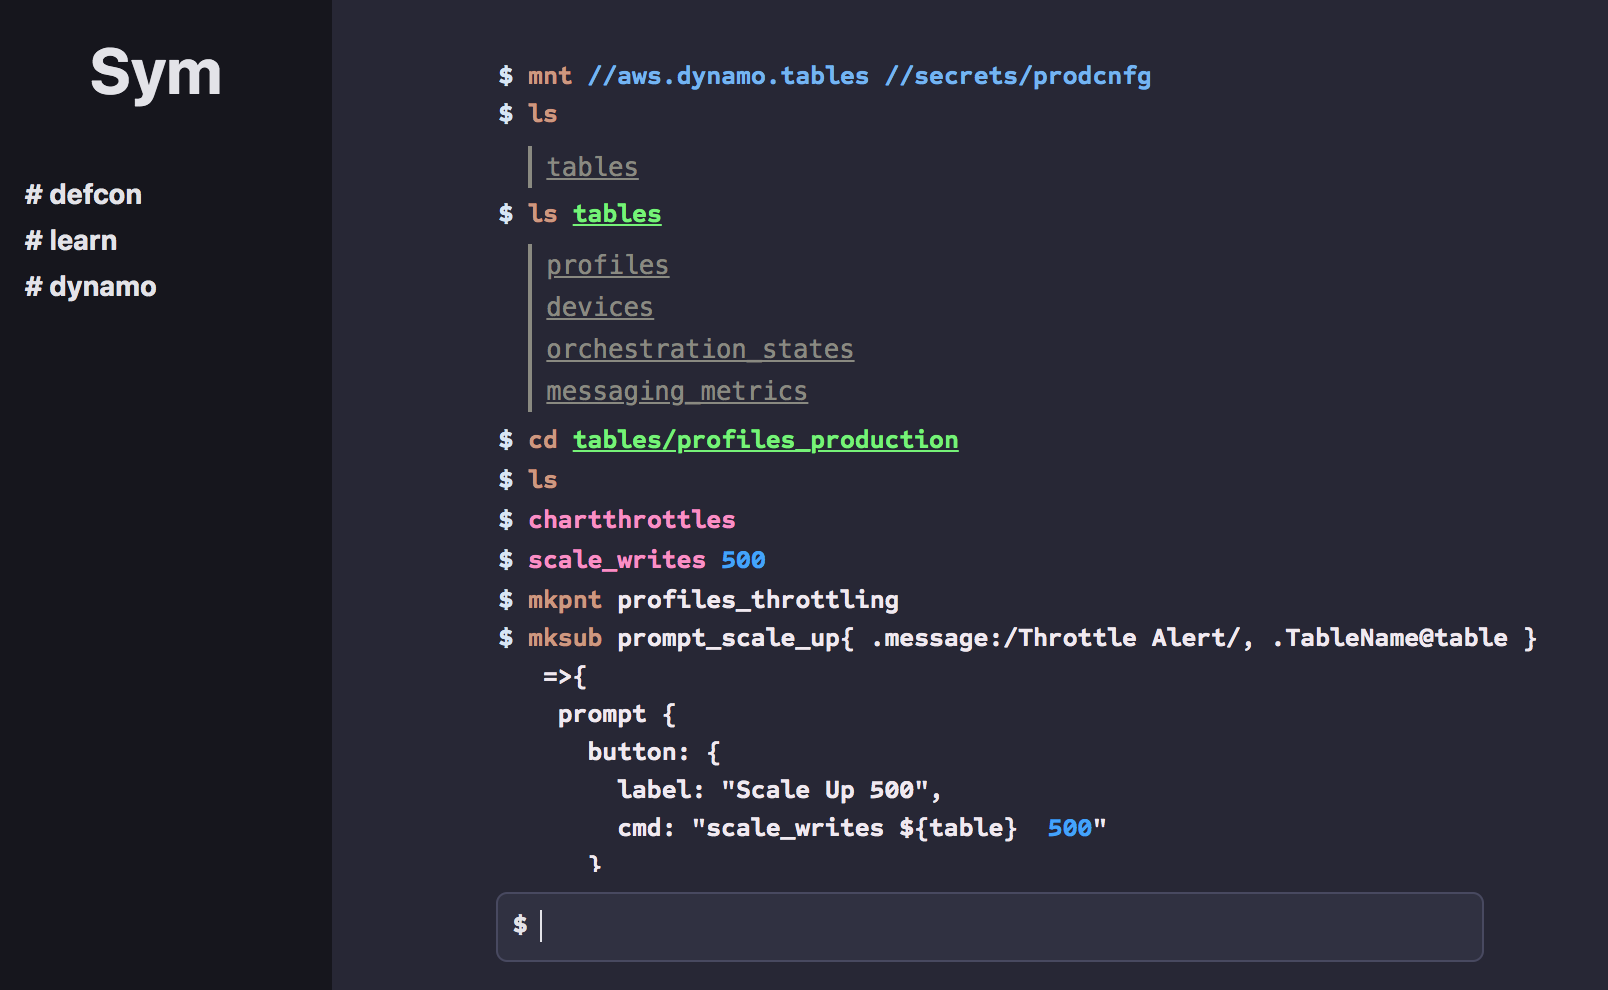 Sym
# defcon
# learn
# dynamo
$ mnt //aws.dynamo.tables //secrets/prodcnfg
$ ls
tables
$ ls tables
profiles
devices
orchestration_states
messaging_metrics
$ cd tables/profiles_production
$ ls
$ chartthrottles
$ scale_writes 500
$ mkpnt profiles_throttling
$ mksub prompt_scale_up{ .message:/Throttle Alert/, .TableName@table }
=>{
prompt {
button: {
label: "Scale Up 500",
cmd: "scale_writes ${table}  500"
}
$